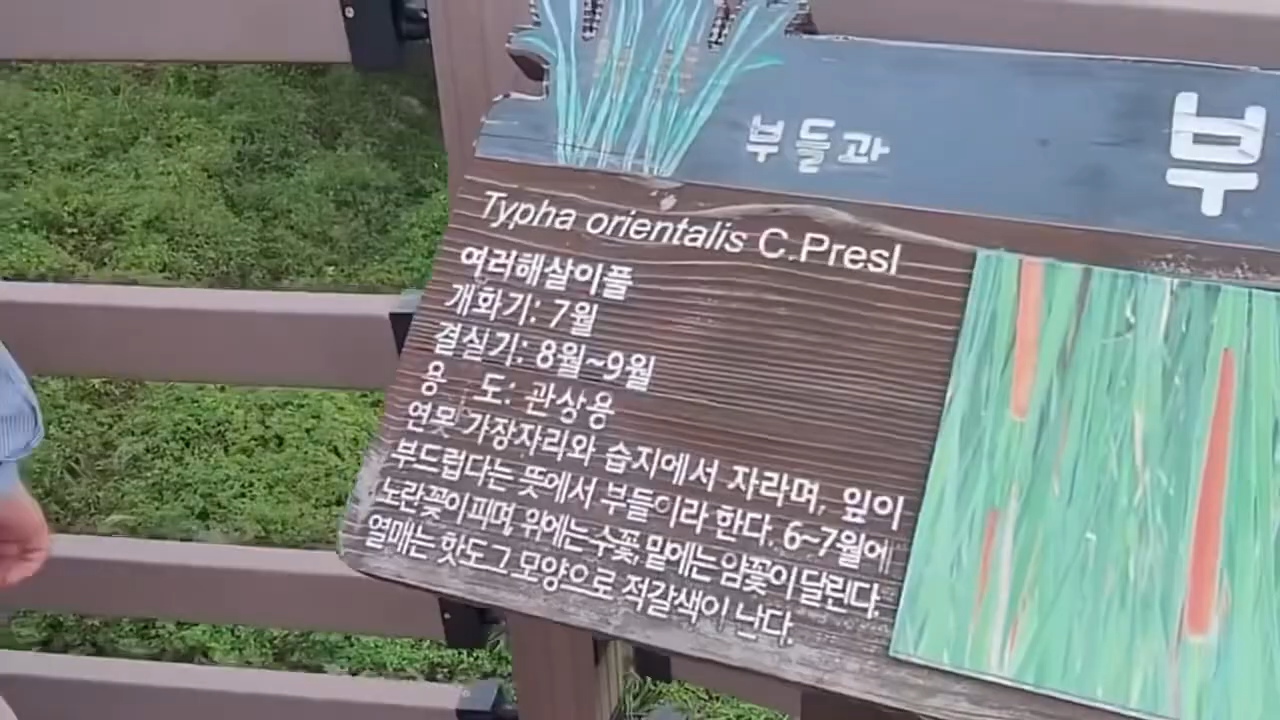 부들과
부
Typha orientalis C.Presl
여러해살이풀
개화기: 7월
결실기: 8월~9월
용 도: 관상용
연못 가장자리와 습지에서 자라며, 잎이
부드럽다는 뜻에서 부들이라 한다. 6~7월에
노란꽃이 피며, 위에는 수꽃, 밑에는 암꽃이 달린다.
열매는 핫도그 모양으로 적갈색이 난다.